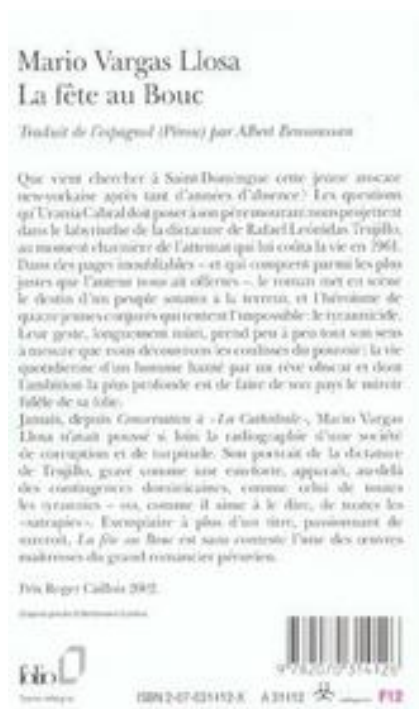 Mario Vargas Llosa
La fête au Bouc
Traduit de l'espagnol (Pérou) par Albert Bensoussan
Que vient chercher à Saint-Domingue cette jeune avocate
new-yorkaise après tant d'années d'absence? Les questions
qu'Urania Cabral doit poser à son père mourant nous projettent
dans le labyrinthe de la dictature de Rafael Leónidas Trujillo,
au moment charnière de l'attentat qui lui coûta la vie en 1961.
Dans des pages inoubliables – et qui comptent parmi les plus
justes que l'auteur nous ait offertes –, le roman met en scène
le destin d'un peuple soumis à la terreur, et l'héroïsme de
quatre jeunes conjurés qui tentent l'impossible : le tyrannicide.
Leur geste, longuement mûri, prend peu à peu tout son sens
à mesure que nous découvrons les coulisses du pouvoir : la vie
quotidienne d'un homme hanté par un rêve obscur et dont
l'ambition la plus profonde est de faire de son pays le miroir
fidèle de sa folie.
Jamais, depuis Conversation à «La Cathédrale», Mario Vargas
Llosa n'avait poussé si loin la radiographie d'une société
de corruption et de turpitude. Son portrait de la dictature
de Trujillo, gravé comme une eau-forte, apparaît, au-delà
des contingences dominicaines, comme celui de toutes
les tyrannies – ou, comme il aime à le dire, de toutes les
«satrapies». Exemplaire à plus d'un titre, passionnant de
surcroît, La fête au Bouc est sans conteste l'une des œuvres
maîtresses du grand romancier péruvien.
Prix Roger Caillois 2002.
folio
Texte intégral
9 782070 314126
ISBN 2-07-031412-X A 31412 F12